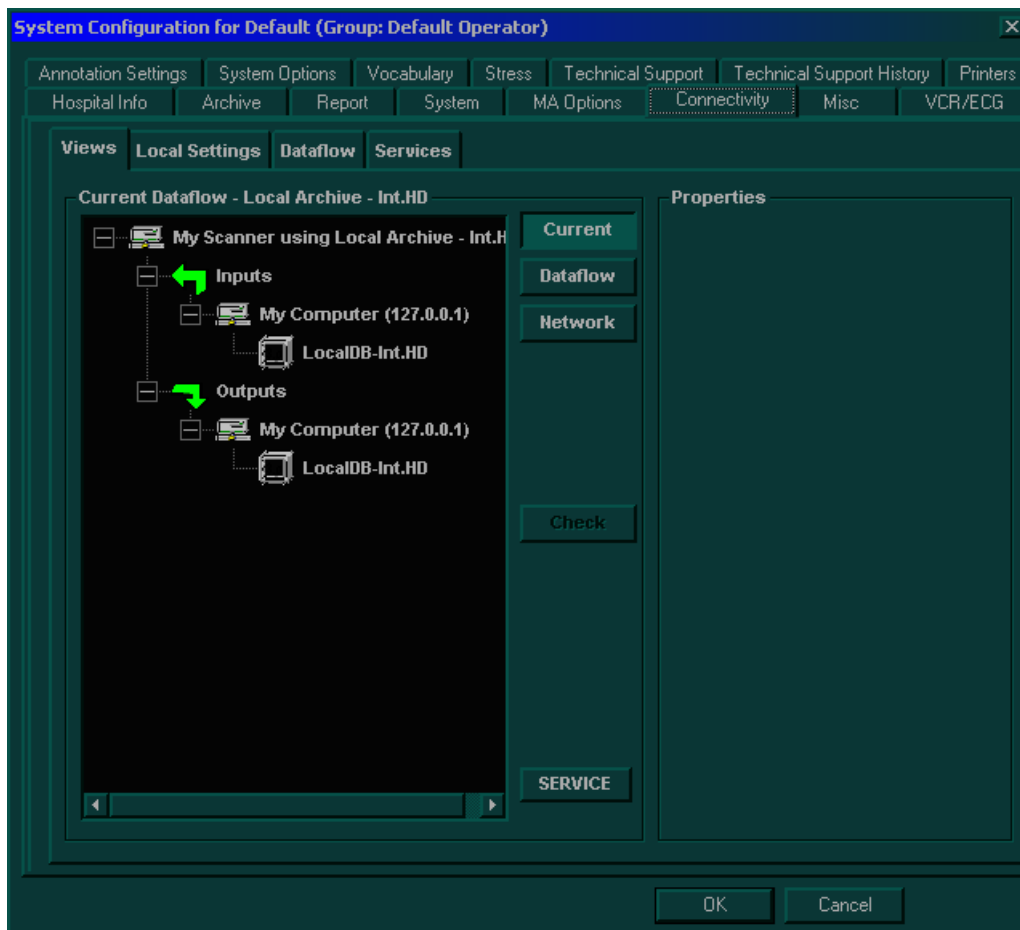 System Configuration for Default (Group: Default Operator)
Annotation Settings System Options Vocabulary Stress Technical Support Technical Support History Printers
Hospital Info Archive Report System MA Options Connectivity Misc VCR/ECG
Views Local Settings Dataflow Services
Current Dataflow - Local Archive - Int.HD
Properties
My Scanner using Local Archive - Int.H
Current
Inputs
Dataflow
My Computer (127.0.0.1)
Network
LocalDB-Int.HD
Outputs
My Computer (127.0.0.1)
LocalDB-Int.HD
Check
SERVICE
OK Cancel